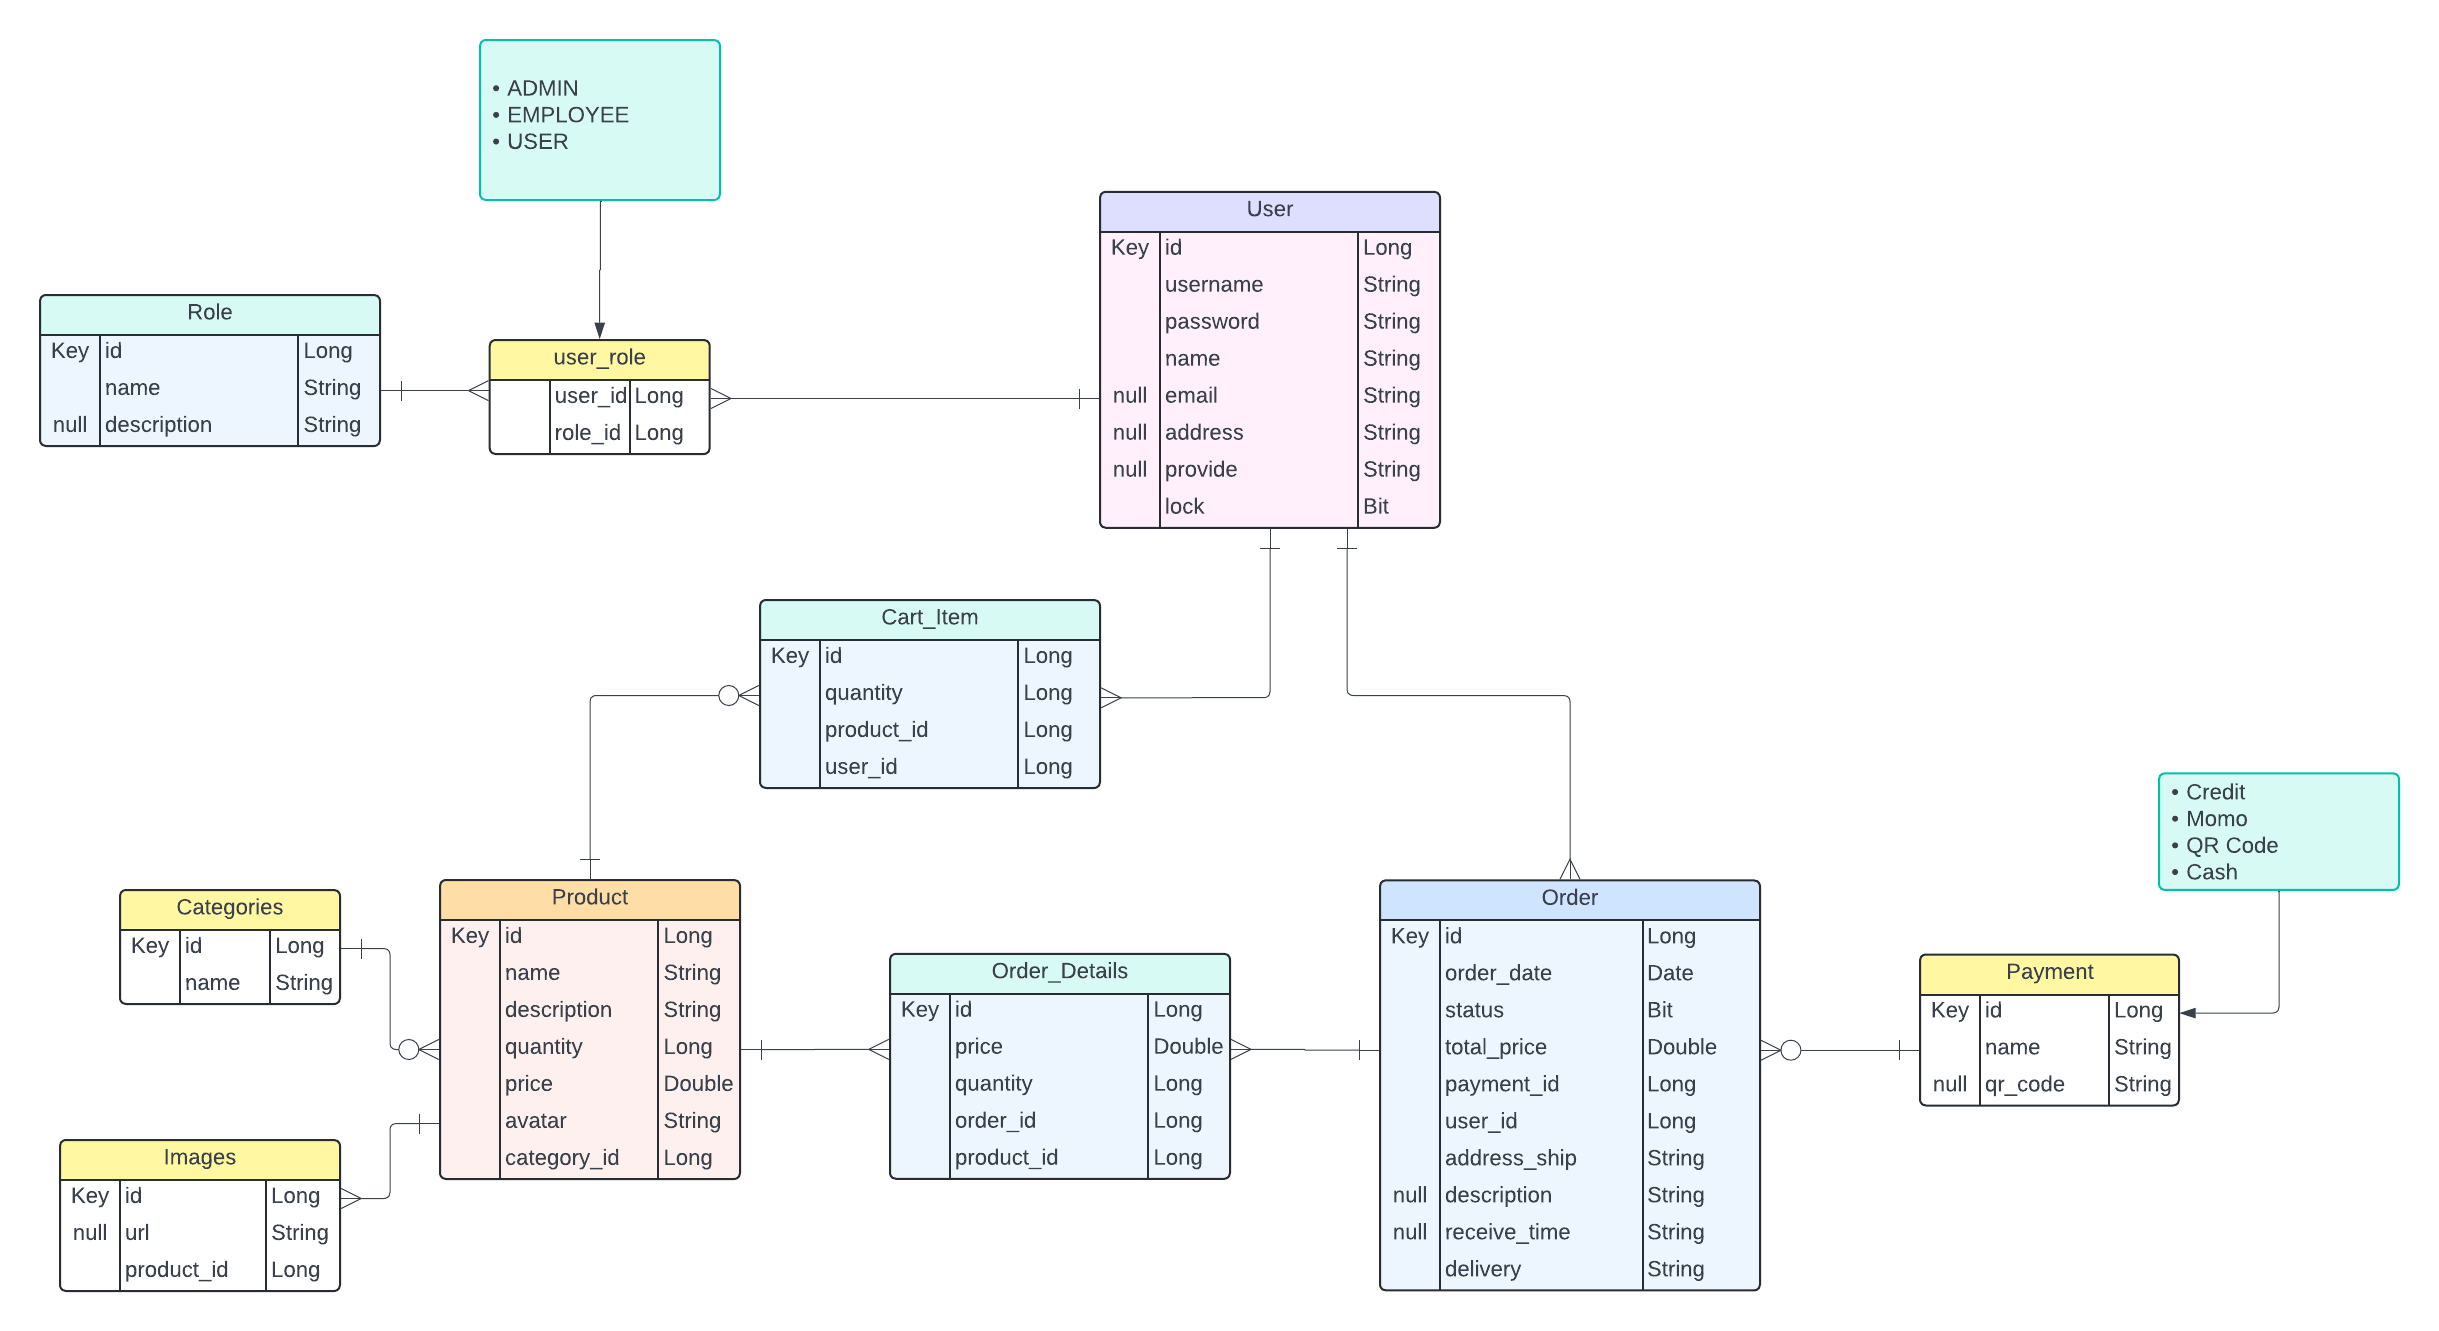 • ADMIN
• EMPLOYEE
• USER
User
Key id Long
username String
password String
name String
null email String
null address String
null provide String
lock Bit
Role
Key id Long
name String
null description String
user_role
user_id Long
role_id Long
Cart_Item
Key id Long
quantity Long
product_id Long
user_id Long
• Credit
• Momo
• QR Code
• Cash
Categories
Key id Long
name String
Product
Key id Long
name String
description String
quantity Long
price Double
avatar String
category_id Long
Order_Details
Key id Long
price Double
quantity Long
order_id Long
product_id Long
Order
Key id Long
order_date Date
status Bit
total_price Double
payment_id Long
user_id Long
address_ship String
null description String
null receive_time String
delivery String
Payment
Key id Long
name String
null qr_code String
Images
Key id Long
null url String
product_id Long